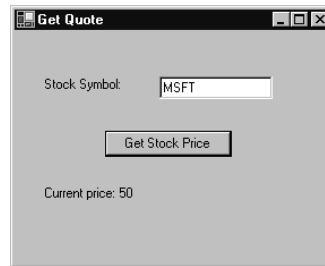 Get Quote
Stock Symbol: MSFT
Get Stock Price
Current price: 50